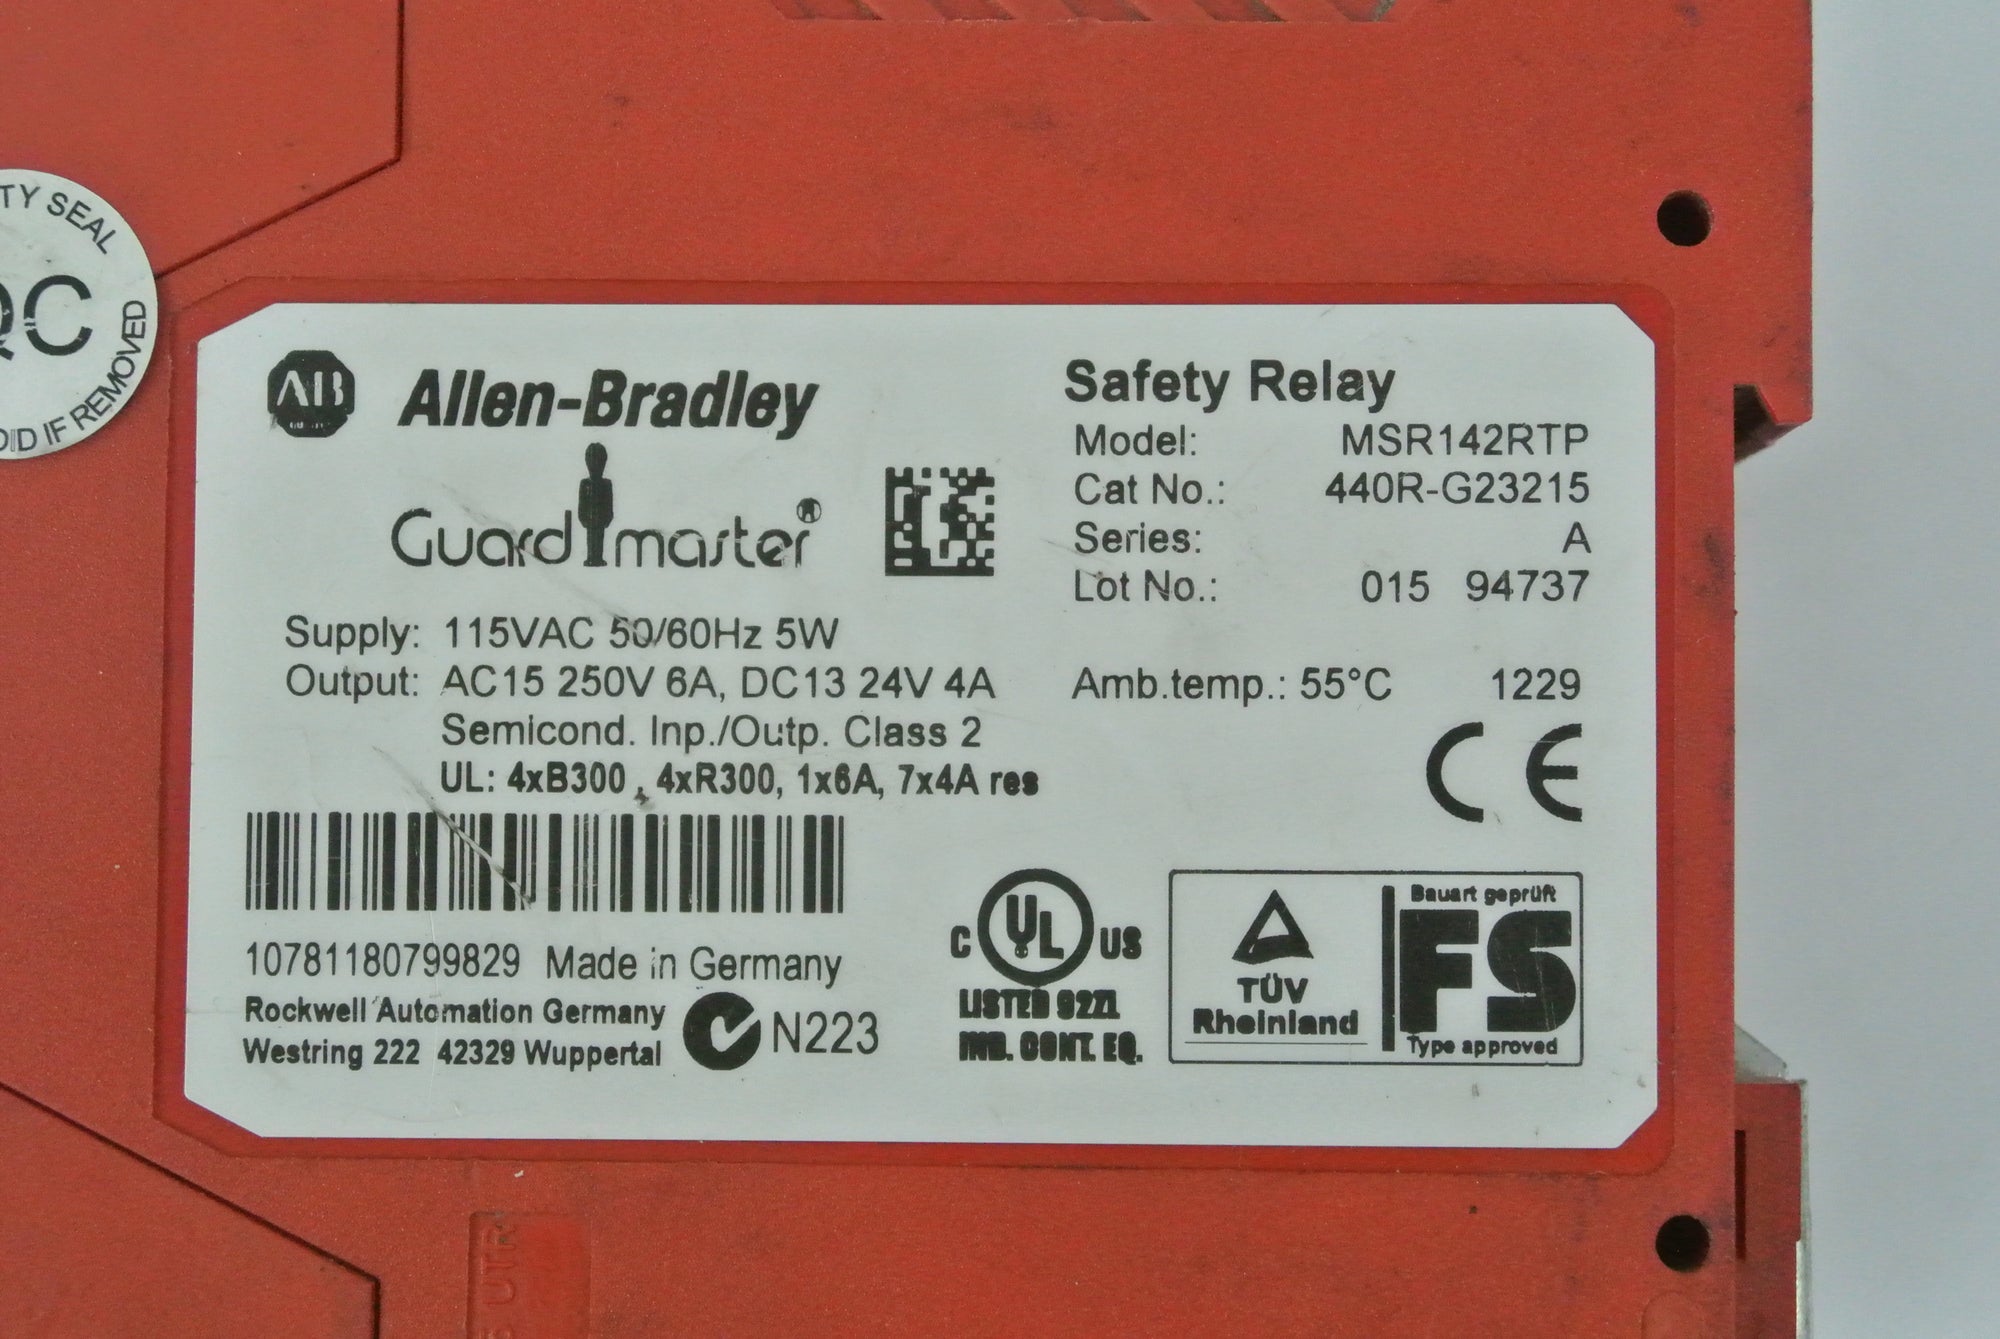 TY SEAL
QC
OID IF REMOVED
AB
Allen-Bradley
Guardmaster®
Safety Relay
Model: MSR142RTP
Cat No.: 440R-G23215
Series: A
Lot No.: 015 94737
Supply: 115VAC 50/60Hz 5W
Output: AC15 250V 6A, DC13 24V 4A
Semicond. Inp./Outp. Class 2
UL: 4xB300 , 4xR300, 1x6A, 7x4A res
Amb.temp.: 55°C 1229
CE
10781180799829 Made in Germany
Rockwell Automation Germany
Westring 222 42329 Wuppertal
N223
C UL US
LISTED 9ZZL
IND. CONT. EQ.
TÜV
Rheinland
Bauart geprüft
FS
Type approved